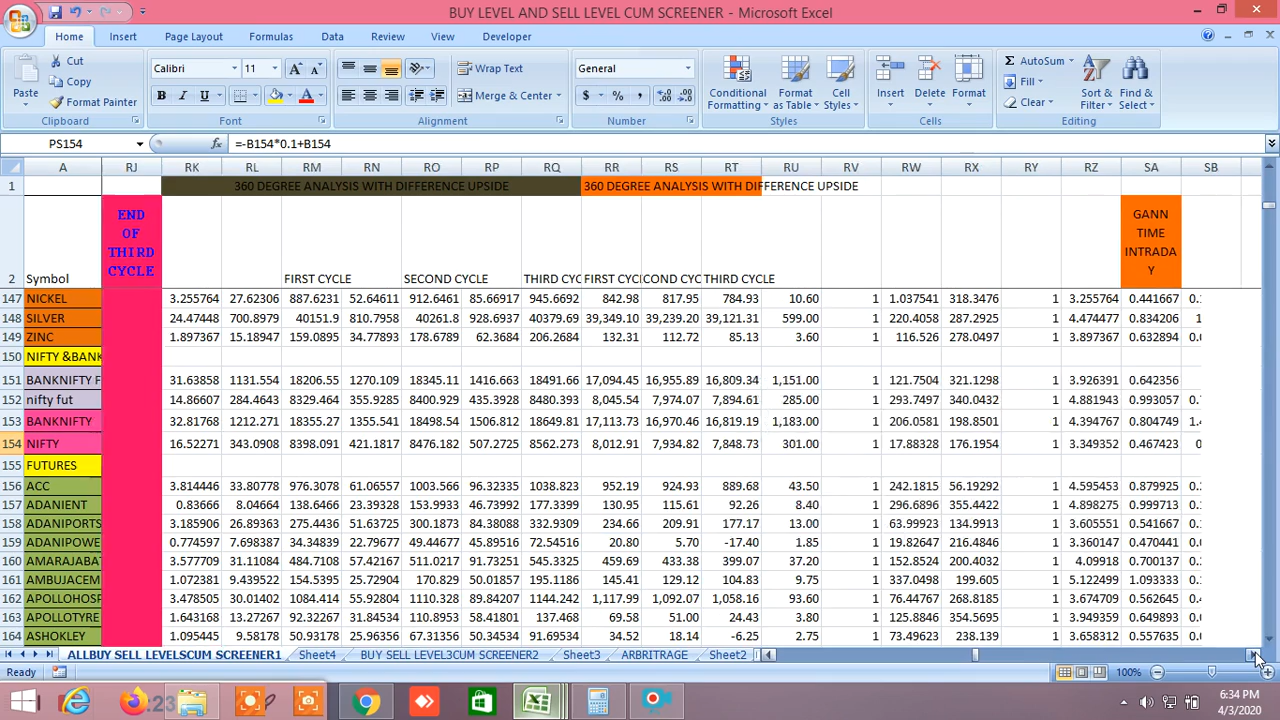 BUY LEVEL AND SELL LEVEL CUM SCREENER - Microsoft Excel
Home Insert Page Layout Formulas Data Review View Developer
Paste Cut Copy Format Painter Clipboard
Calibri 11 B I U Font
Wrap Text Merge & Center Alignment
General $ % , Number
Conditional Formatting Format as Table Cell Styles Styles
Insert Delete Format Cells
Σ AutoSum Fill Clear Sort & Filter Find & Select Editing
PS154 fx =-B154*0.1+B154
A RJ RK RL RM RN RO RP RQ RR RS RT RU RV RW RX RY RZ SA SB
1 360 DEGREE ANALYSIS WITH DIFFERENCE UPSIDE 360 DEGREE ANALYSIS WITH DIFFERENCE UPSIDE
2 Symbol END OF THIRD CYCLE FIRST CYCLE SECOND CYCLE THIRD CYC FIRST CYCL COND CYC THIRD CYCLE GANN TIME INTRADAY
147 NICKEL 3.255764 27.62306 887.6231 52.64611 912.6461 85.66917 945.6692 842.98 817.95 784.93 10.60 1 1.037541 318.3476 1 3.255764 0.441667 0.
148 SILVER 24.47448 700.8979 40151.9 810.7958 40261.8 928.6937 40379.69 39,349.10 39,239.20 39,121.31 599.00 1 220.4058 287.2925 1 4.474477 0.834206 1
149 ZINC 1.897367 15.18947 159.0895 34.77893 178.6789 62.3684 206.2684 132.31 112.72 85.13 3.60 1 116.526 278.0497 1 3.897367 0.632894 0.
150 NIFTY &BANK
151 BANKNIFTY F 31.63858 1131.554 18206.55 1270.109 18345.11 1416.663 18491.66 17,094.45 16,955.89 16,809.34 1,151.00 1 121.7504 321.1298 1 3.926391 0.642356
152 nifty fut 14.86607 284.4643 8329.464 355.9285 8400.929 435.3928 8480.393 8,045.54 7,974.07 7,894.61 285.00 1 293.7497 340.0432 1 4.881943 0.993057 0.
153 BANKNIFTY 32.81768 1212.271 18355.27 1355.541 18498.54 1506.812 18649.81 17,113.73 16,970.46 16,819.19 1,183.00 1 206.0581 198.8501 1 4.394767 0.804749 1.
154 NIFTY 16.52271 343.0908 8398.091 421.1817 8476.182 507.2725 8562.273 8,012.91 7,934.82 7,848.73 301.00 1 17.88328 176.1954 1 3.349352 0.467423 0
155 FUTURES
156 ACC 3.814446 33.80778 976.3078 61.06557 1003.566 96.32335 1038.823 952.19 924.93 889.68 43.50 1 242.1815 56.19292 1 4.595453 0.879925 0.
157 ADANIENT 0.83666 8.04664 138.6466 23.39328 153.9933 46.73992 177.3399 130.95 115.61 92.26 8.40 1 296.6896 355.4422 1 4.898275 0.999713 0.
158 ADANIPORTS 3.185906 26.89363 275.4436 51.63725 300.1873 84.38088 332.9309 234.66 209.91 177.17 13.00 1 63.99923 134.9913 1 3.605551 0.541667 0.
159 ADANIPOWE 0.774597 7.698387 34.34839 22.79677 49.44677 45.89516 72.54516 20.80 5.70 -17.40 1.85 1 19.82647 216.4846 1 3.360147 0.470441 0.
160 AMARAJABAT 3.577709 31.11084 484.7108 57.42167 511.0217 91.73251 545.3325 459.69 433.38 399.07 37.20 1 152.8524 200.4032 1 4.09918 0.700137 0.
161 AMBUJACEM 1.072381 9.439522 154.5395 25.72904 170.829 50.01857 195.1186 145.41 129.12 104.83 9.75 1 337.0498 199.605 1 5.122499 1.093333 0.
162 APOLLOHOSP 3.478505 30.01402 1084.414 55.92804 1110.328 89.84207 1144.242 1,117.99 1,092.07 1,058.16 93.60 1 76.44767 268.8185 1 3.674709 0.562645 0.
163 APOLLOTYRE 1.643168 13.27267 92.32267 31.84534 110.8953 58.41801 137.468 69.58 51.00 24.43 3.20 1 125.8846 354.5695 1 3.949359 0.649893 0.
164 ASHOKLEY 1.095445 9.58178 50.93178 25.96356 67.31356 50.34534 91.69534 34.52 18.14 -6.25 2.75 1 73.49623 238.139 1 3.658312 0.557635 0.
ALLBUY SELL LEVELSCUM SCREENER1 Sheet4 BUY SELL LEVEL3CUM SCREENER2 Sheet3 ARBITRAGE Sheet2
Ready 100%
6:34 PM
4/3/2020